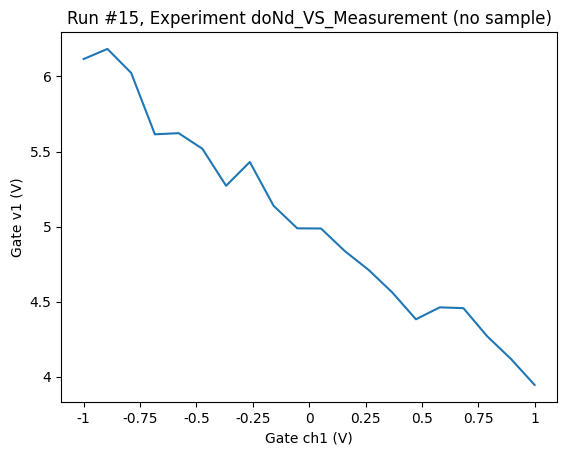 Run #15, Experiment doNd_VS_Measurement (no sample)
6
5.5
5
4.5
4
Gate v1 (V)
-1 -0.75 -0.5 -0.25 0 0.25 0.5 0.75 1
Gate ch1 (V)